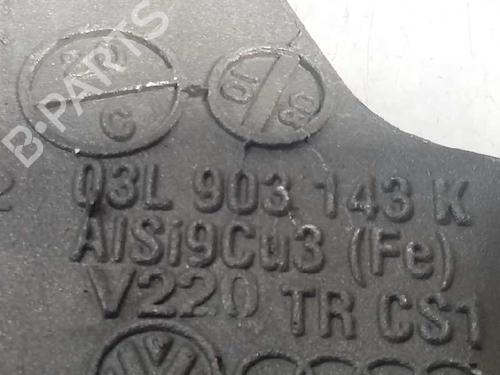 B-PARTS
G
03L 903 143 K
AlSi9Cu3 (Fe)
V220 TR CS1